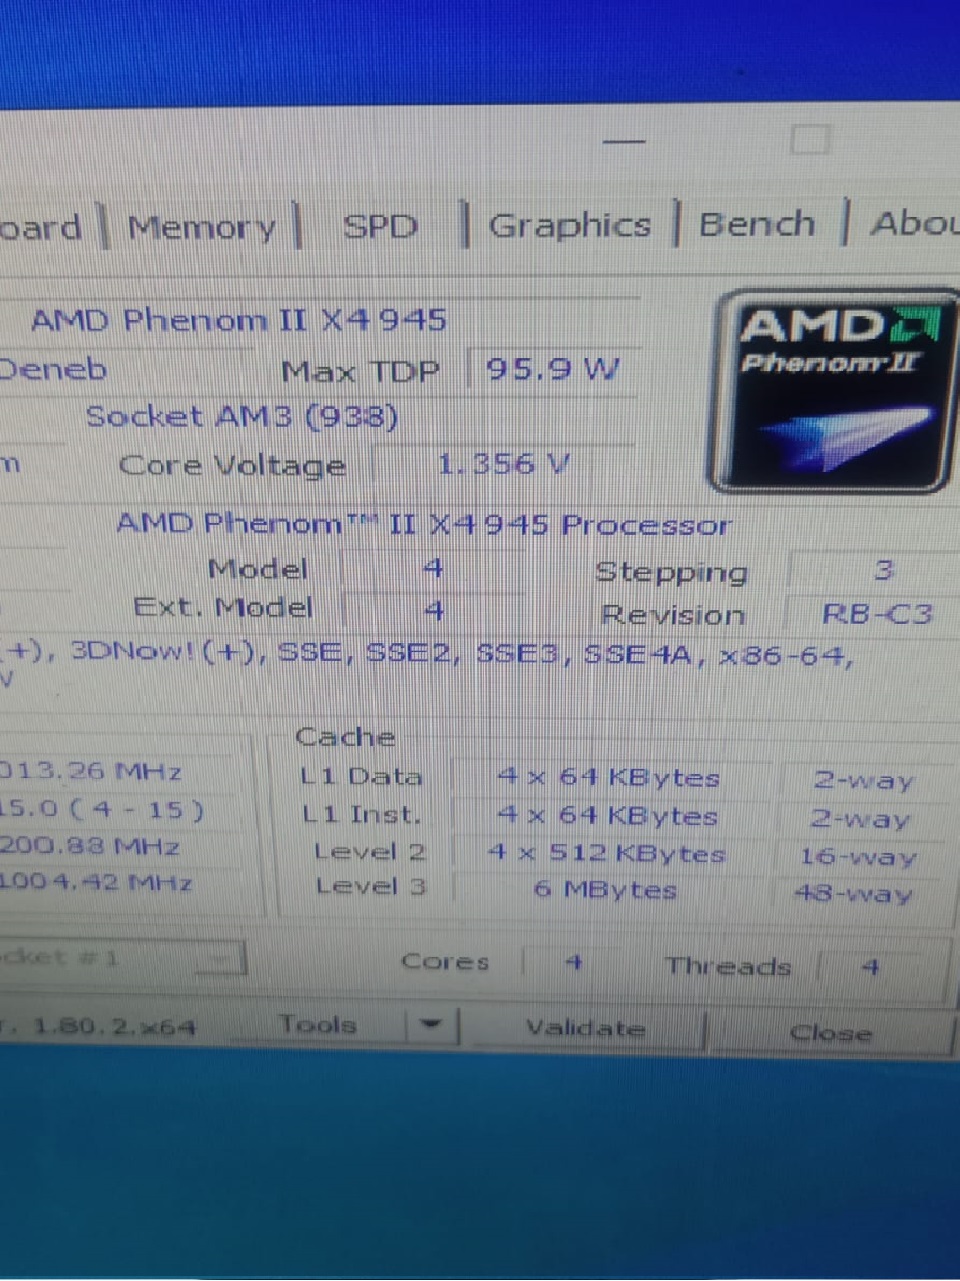 oard Memory SPD Graphics Bench Abou
AMD Phenom II X4 945
AMD
Phenom II
Deneb Max TDP 95.9 W
Socket AM3 (938)
m Core Voltage 1.356 V
AMD Phenom™ II X4 945 Processor
Model 4 Stepping 3
Ext. Model 4 Revision RB-C3
(+), 3DNow! (+), SSE, SSE2, SSE3, SSE4A, x86-64,
V
Cache
013.26 MHz L1 Data 4 x 64 KBytes 2-way
15.0 ( 4 - 15 ) L1 Inst. 4 x 64 KBytes 2-way
200.88 MHz Level 2 4 x 512 KBytes 16-way
1004.42 MHz Level 3 6 MBytes 48-way
cket #1 Cores 4 Threads 4
r. 1.80.2.x64 Tools Validate Close